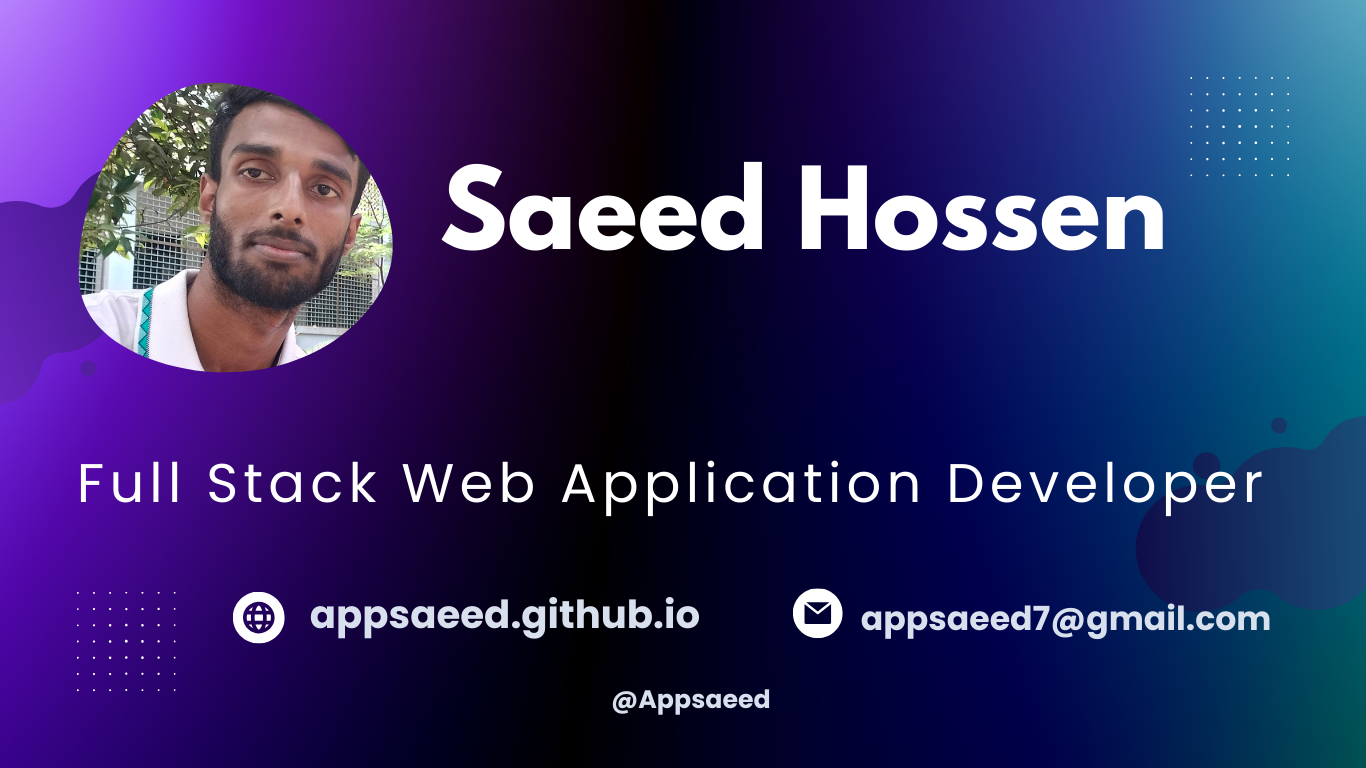 Saeed Hossen
Full Stack Web Application Developer
appsaeed.github.io
appsaeed7@gmail.com
@Appsaeed